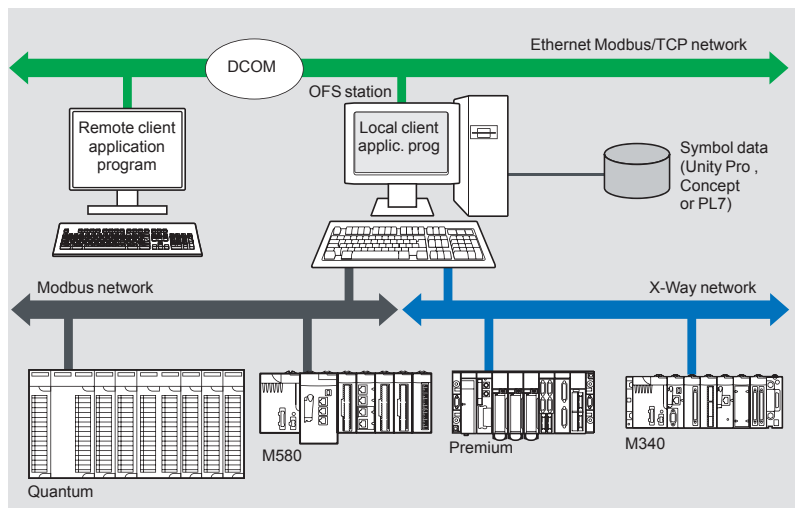 Ethernet Modbus/TCP network
DCOM
OFS station
Remote client
application
program
Local client
applic. prog
Symbol data
(Unity Pro ,
Concept
or PL7)
Modbus network
X-Way network
M580
Premium
M340
Quantum